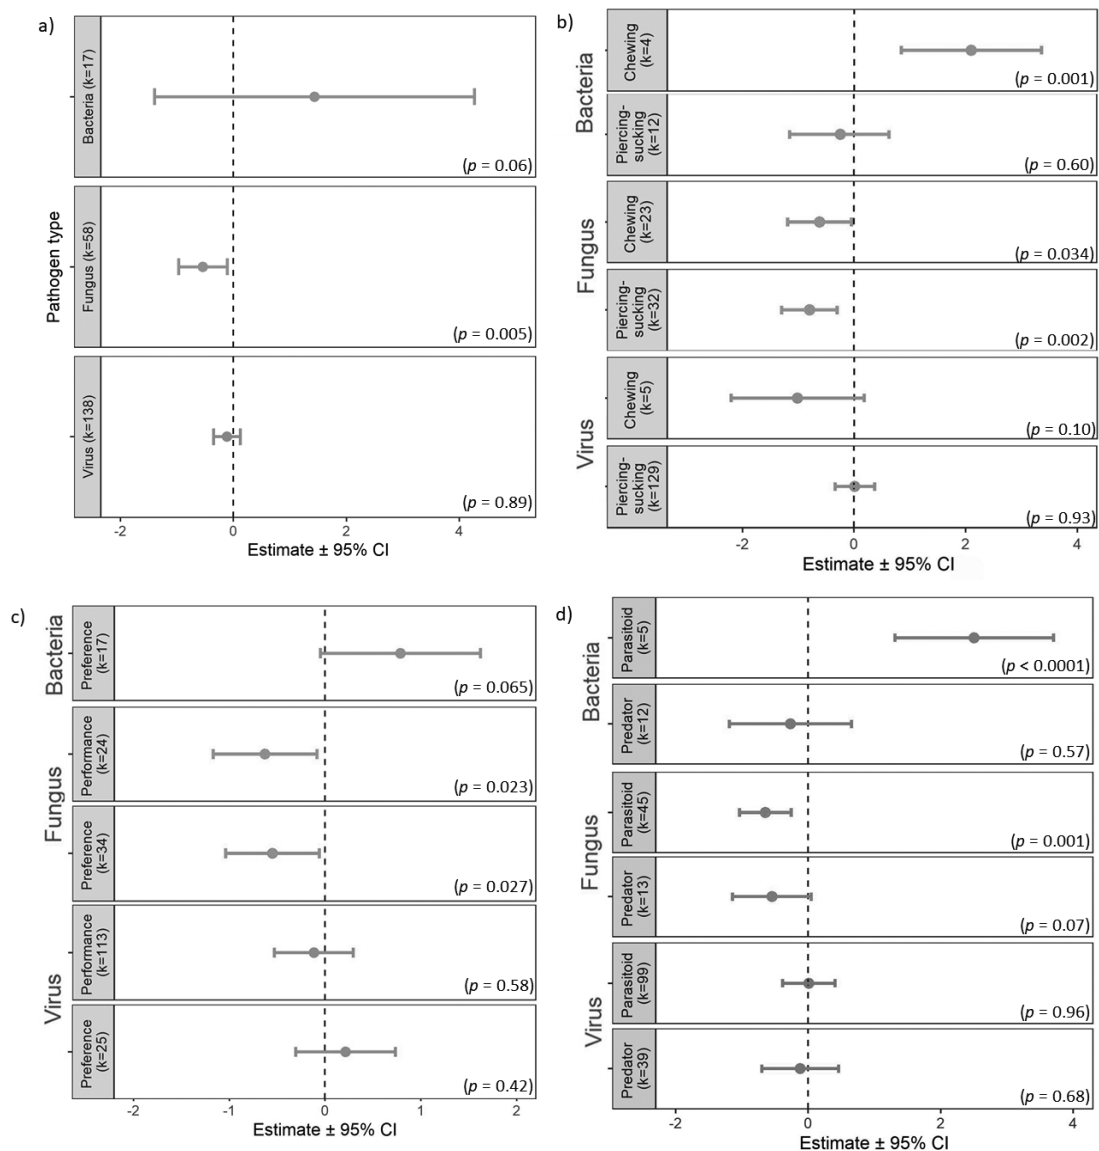 a)
Pathogen type
Bacteria (k=17)
(p = 0.06)
Fungus (k=58)
(p = 0.005)
Virus (k=138)
(p = 0.89)
-2 0 2 4
Estimate ± 95% CI
b)
Bacteria
Chewing
(k=4)
(p = 0.001)
Piercing-
sucking
(k=12)
(p = 0.60)
Fungus
Chewing
(k=23)
(p = 0.034)
Piercing-
sucking
(k=32)
(p = 0.002)
Virus
Chewing
(k=5)
(p = 0.10)
Piercing-
sucking
(k=129)
(p = 0.93)
-2 0 2 4
Estimate ± 95% CI
c)
Bacteria
Preference
(k=17)
(p = 0.065)
Fungus
Performance
(k=24)
(p = 0.023)
Preference
(k=34)
(p = 0.027)
Virus
Performance
(k=113)
(p = 0.58)
Preference
(k=25)
(p = 0.42)
-2 -1 0 1 2
Estimate ± 95% CI
d)
Bacteria
Parasitoid
(k=5)
(p < 0.0001)
Predator
(k=12)
(p = 0.57)
Fungus
Parasitoid
(k=45)
(p = 0.001)
Predator
(k=13)
(p = 0.07)
Virus
Parasitoid
(k=99)
(p = 0.96)
Predator
(k=39)
(p = 0.68)
-2 0 2 4
Estimate ± 95% CI